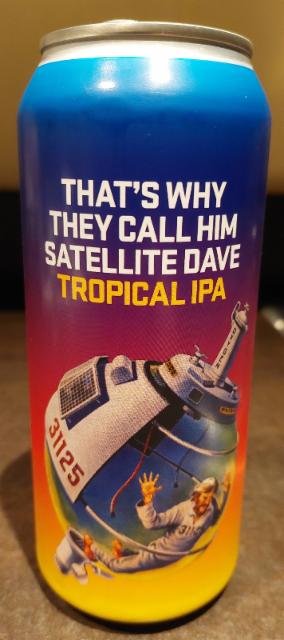 THAT'S WHY
THEY CALL HIM
SATELLITE DAVE
TROPICAL IPA
31125